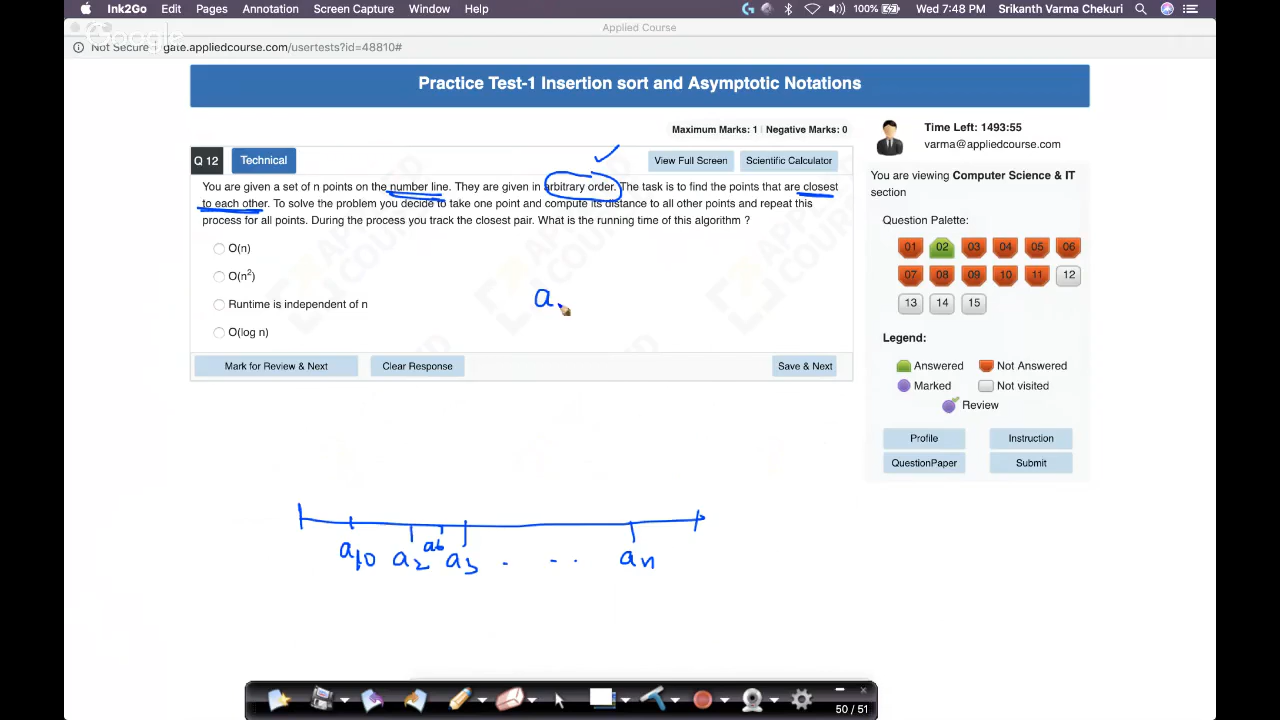 Ink2Go Edit Pages Annotation Screen Capture Window Help 100% Wed 7:48 PM Srikanth Varma Chekuri
Applied Course
Google
Not Secure | gate.appliedcourse.com/usertests?id=48810#
Practice Test-1 Insertion sort and Asymptotic Notations
Maximum Marks: 1 | Negative Marks: 0
Q 12 Technical View Full Screen Scientific Calculator
You are given a set of n points on the number line. They are given in arbitrary order. The task is to find the points that are closest
to each other. To solve the problem you decide to take one point and compute its distance to all other points and repeat this
process for all points. During the process you track the closest pair. What is the running time of this algorithm ?
O(n)
O(n²)
Runtime is independent of n
O(log n)
a
Mark for Review & Next Clear Response Save & Next
Time Left: 1493:55
varma@appliedcourse.com
You are viewing Computer Science & IT
section
Question Palette:
01 02 03 04 05 06
07 08 09 10 11 12
13 14 15
Legend:
Answered Not Answered
Marked Not visited
Review
Profile Instruction
QuestionPaper Submit
a10 a2 a6 a3 . .. an
50 / 51